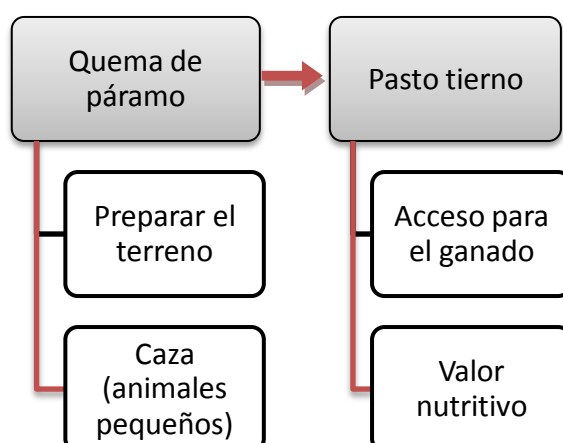 Quema de
páramo
Pasto tierno
Preparar el
terreno
Acceso para
el ganado
Caza
(animales
pequeños)
Valor
nutritivo